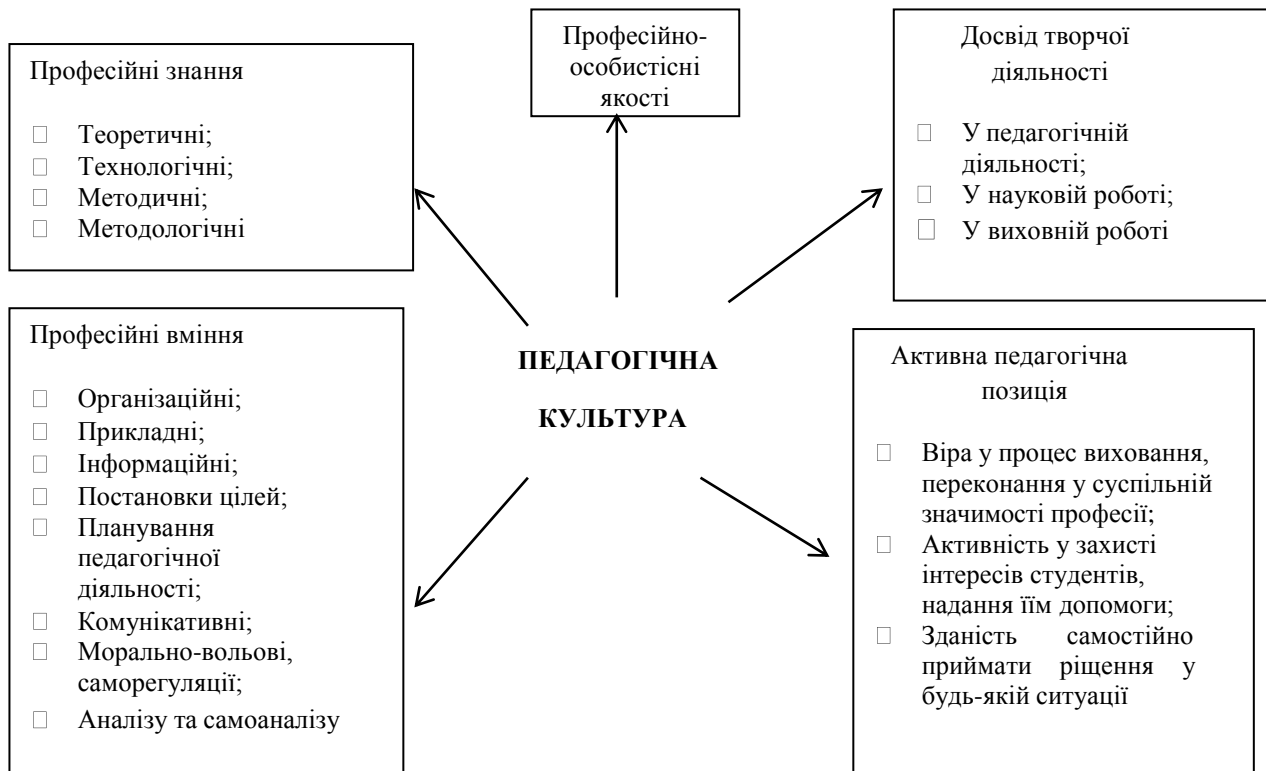 Професійні знання
Теоретичні;
Технологічні;
Методичні;
Методологічні
Професійно-
особистісні
якості
Досвід творчої
діяльності
У педагогічній
діяльності;
У науковій роботі;
У виховній роботі
ПЕДАГОГІЧНА
КУЛЬТУРА
Професійні вміння
Організаційні;
Прикладні;
Інформаційні;
Постановки цілей;
Планування
педагогічної
діяльності;
Комунікативні;
Морально-вольові,
саморегуляції;
Аналізу та самоаналізу
Активна педагогічна
позиція
Віра у процес виховання,
переконання у суспільній
значимості професії;
Активність у захисті
інтересів студентів,
надання їїм допомоги;
Зданість самостійно
приймати ріщення у
будь-якій ситуації